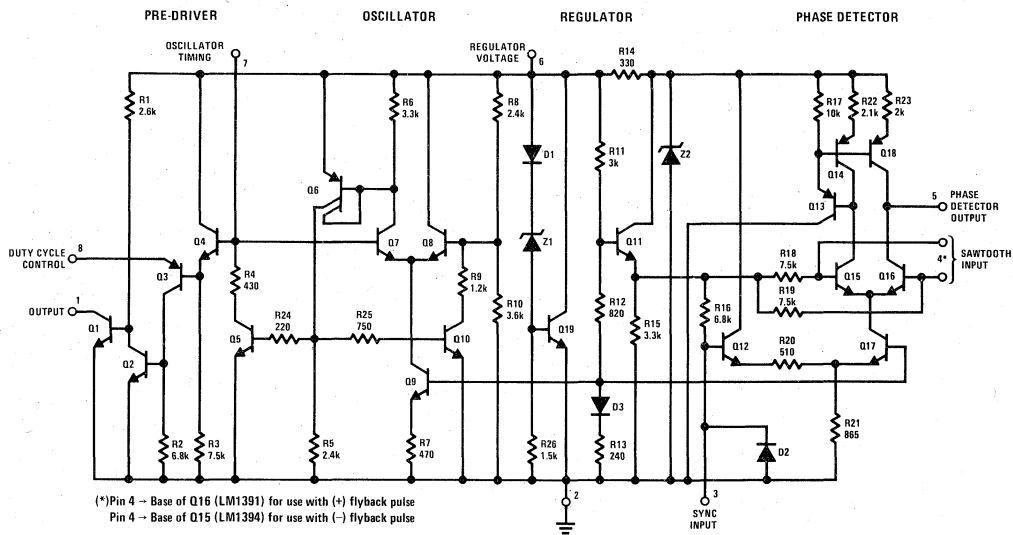 PRE-DRIVER
OSCILLATOR
REGULATOR
PHASE DETECTOR
OSCILLATOR
TIMING
7
REGULATOR
VOLTAGE
6
R14
330
R1
2.6k
R6
3.3k
R8
2.4k
R11
3k
D1
Z2
R17
10k
R22
2.1k
R23
2k
Q14
Q18
Q6
Q13
5
PHASE
DETECTOR
OUTPUT
Q4
Q7
Q8
Z1
Q11
DUTY CYCLE
CONTROL
8
Q3
R4
430
R9
1.2k
R18
7.5k
Q15
Q16
4*
SAWTOOTH
INPUT
R19
7.5k
OUTPUT
1
Q1
Q2
Q5
R24
220
R25
750
Q10
R10
3.6k
Q19
R12
820
R15
3.3k
R16
6.8k
Q12
R20
510
Q17
Q9
D3
R2
6.8k
R3
7.5k
R5
2.4k
R7
470
R26
1.5k
R13
240
D2
R21
865
2
3
SYNC
INPUT
(*)Pin 4 → Base of Q16 (LM1391) for use with (+) flyback pulse
Pin 4 → Base of Q15 (LM1394) for use with (−) flyback pulse